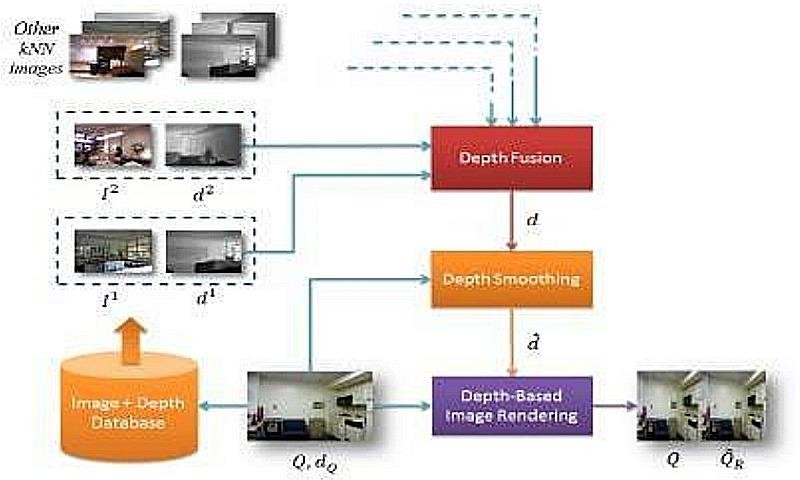 Other
kNN
images
Depth Fusion
I² d²
d
Depth Smoothing
I¹ d¹
d̂
Image + Depth
Database
Depth-Based
Image Rendering
Q, d_Q
Q Q̂_R